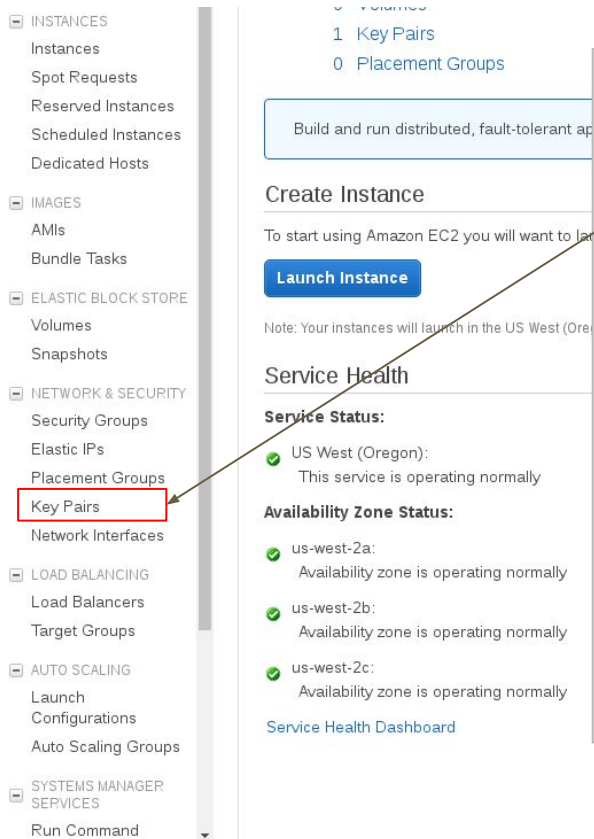 INSTANCES
Instances
Spot Requests
Reserved Instances
Scheduled Instances
Dedicated Hosts
IMAGES
AMIs
Bundle Tasks
ELASTIC BLOCK STORE
Volumes
Snapshots
NETWORK & SECURITY
Security Groups
Elastic IPs
Placement Groups
Key Pairs
Network Interfaces
LOAD BALANCING
Load Balancers
Target Groups
AUTO SCALING
Launch
Configurations
Auto Scaling Groups
SYSTEMS MANAGER
SERVICES
Run Command
1 Key Pairs
0 Placement Groups
Build and run distributed, fault-tolerant ap
Create Instance
To start using Amazon EC2 you will want to la
Launch Instance
Note: Your instances will launch in the US West (Ore
Service Health
Service Status:
US West (Oregon):
This service is operating normally
Availability Zone Status:
us-west-2a:
Availability zone is operating normally
us-west-2b:
Availability zone is operating normally
us-west-2c:
Availability zone is operating normally
Service Health Dashboard